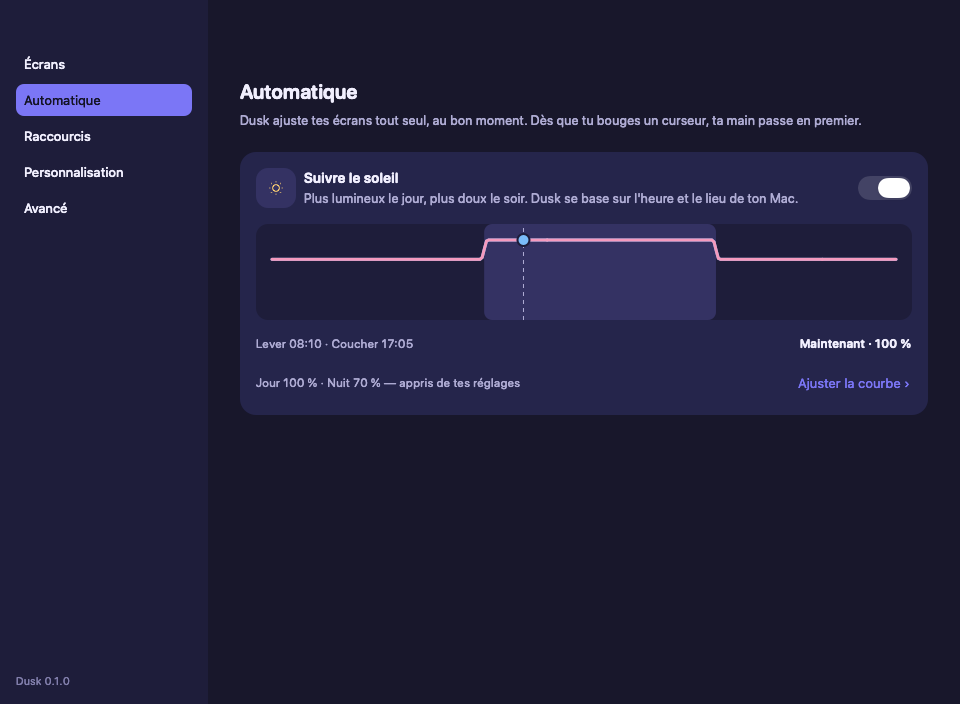 Écrans
Automatique
Raccourcis
Personnalisation
Avancé
Dusk 0.1.0
Automatique
Dusk ajuste tes écrans tout seul, au bon moment. Dès que tu bouges un curseur, ta main passe en premier.
Suivre le soleil
Plus lumineux le jour, plus doux le soir. Dusk se base sur l'heure et le lieu de ton Mac.
Lever 08:10 · Coucher 17:05
Maintenant · 100 %
Jour 100 % · Nuit 70 % — appris de tes réglages
Ajuster la courbe ›